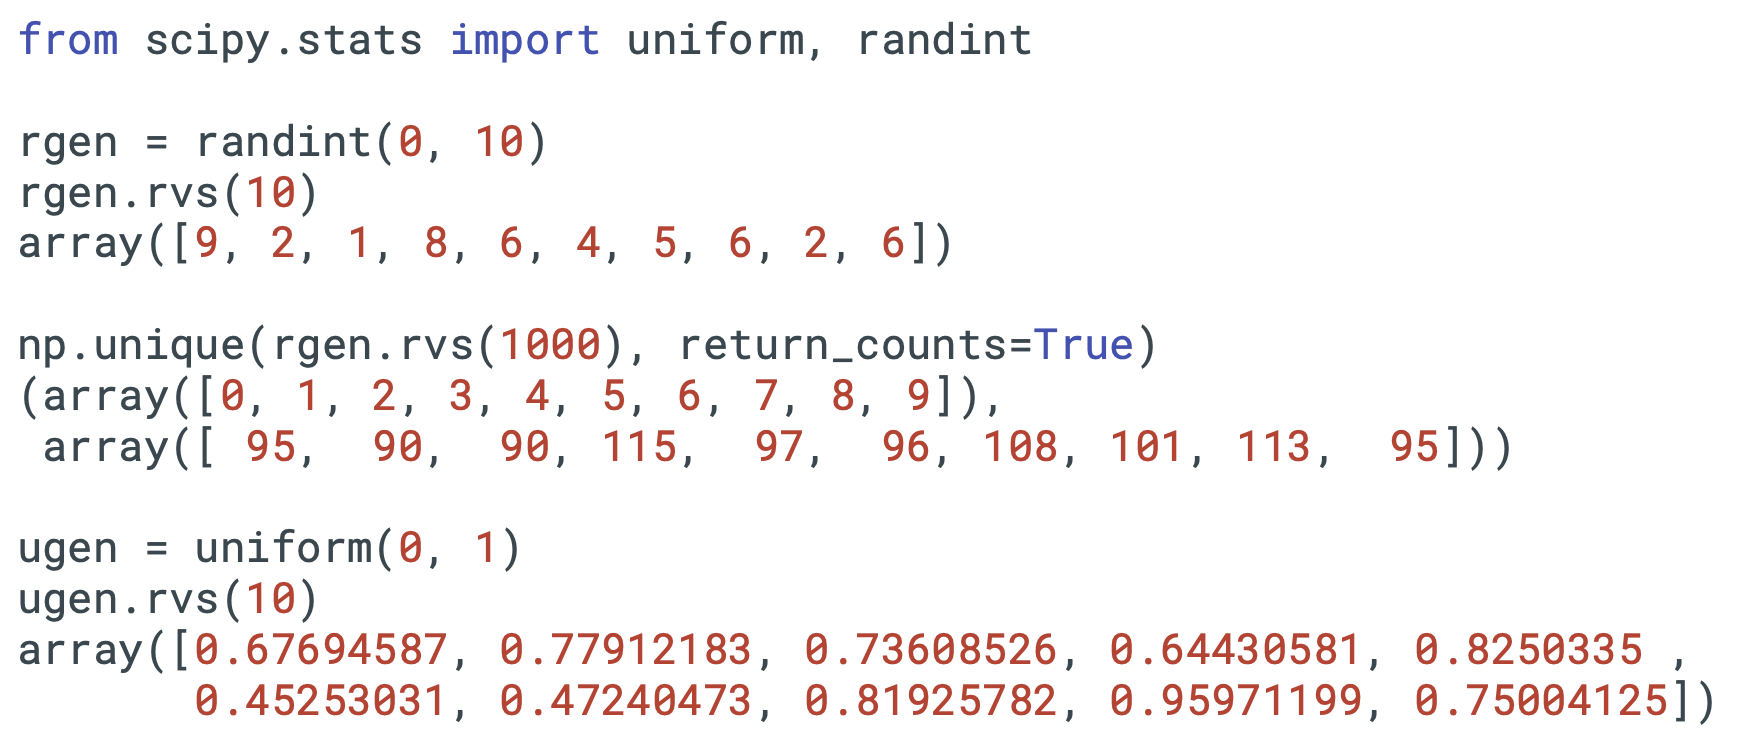 from scipy.stats import uniform, randint

rgen = randint(0, 10)
rgen.rvs(10)
array([9, 2, 1, 8, 6, 4, 5, 6, 2, 6])

np.unique(rgen.rvs(1000), return_counts=True)
(array([0, 1, 2, 3, 4, 5, 6, 7, 8, 9]),
 array([ 95,  90,  90, 115,  97,  96, 108, 101, 113,  95]))

ugen = uniform(0, 1)
ugen.rvs(10)
array([0.67694587, 0.77912183, 0.73608526, 0.64430581, 0.8250335 ,
       0.45253031, 0.47240473, 0.81925782, 0.95971199, 0.75004125])